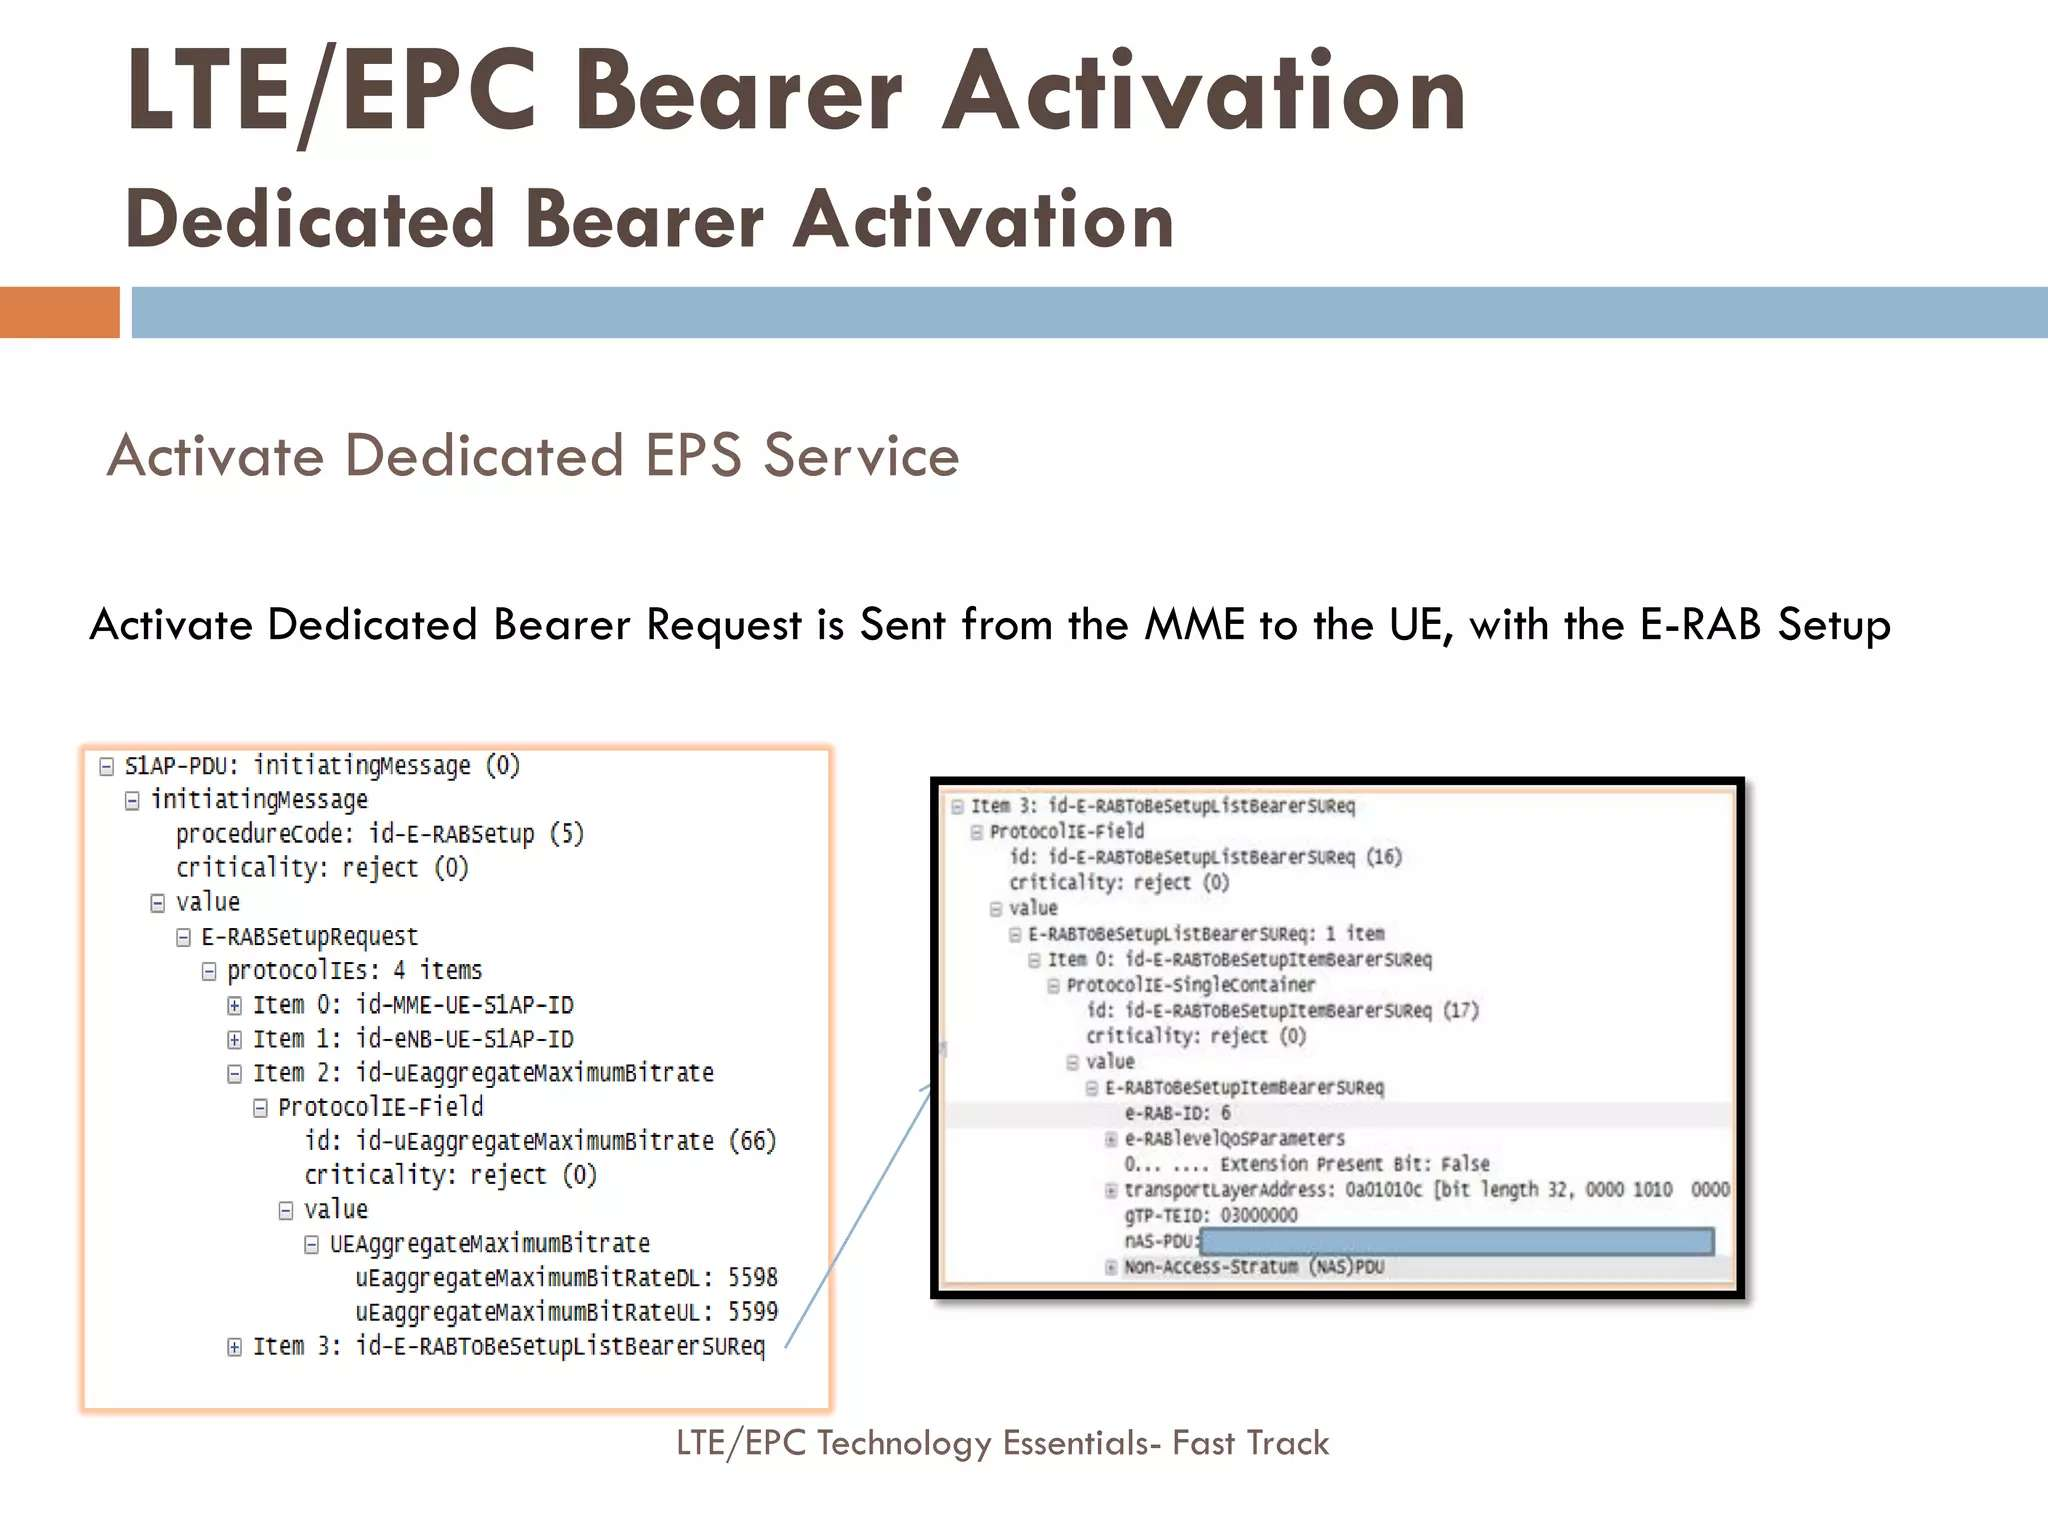 LTE/EPC Bearer Activation
Dedicated Bearer Activation
Activate Dedicated EPS Service
Activate Dedicated Bearer Request is Sent from the MME to the UE, with the E-RAB Setup
S1AP-PDU: initiatingMessage (0)
initiatingMessage
procedureCode: id-E-RABSetup (5)
criticality: reject (0)
value
E-RABSetupRequest
protocolIEs: 4 items
Item 0: id-MME-UE-S1AP-ID
Item 1: id-eNB-UE-S1AP-ID
Item 2: id-uEaggregateMaximumBitrate
ProtocolIE-Field
id: id-uEaggregateMaximumBitrate (66)
criticality: reject (0)
value
UEAggregateMaximumBitrate
uEaggregateMaximumBitRateDL: 5598
uEaggregateMaximumBitRateUL: 5599
Item 3: id-E-RABToBeSetupListBearerSUReq
Item 3: id-E-RABToBeSetupListBearerSUReq
ProtocolIE-Field
id: id-E-RABToBeSetupListBearerSUReq (16)
criticality: reject (0)
value
E-RABToBeSetupListBearerSUReq: 1 item
Item 0: id-E-RABToBeSetupItemBearerSUReq
ProtocolIE-SingleContainer
id: id-E-RABToBeSetupItemBearerSUReq (17)
criticality: reject (0)
value
E-RABToBeSetupItemBearerSUReq
e-RAB-ID: 6
e-RABlevelQoSParameters
0... .... Extension Present Bit: False
transportLayerAddress: 0a01010c [bit length 32, 0000 1010  0000
gTP-TEID: 03000000
nAS-PDU:
Non-Access-Stratum (NAS)PDU
LTE/EPC Technology Essentials- Fast Track